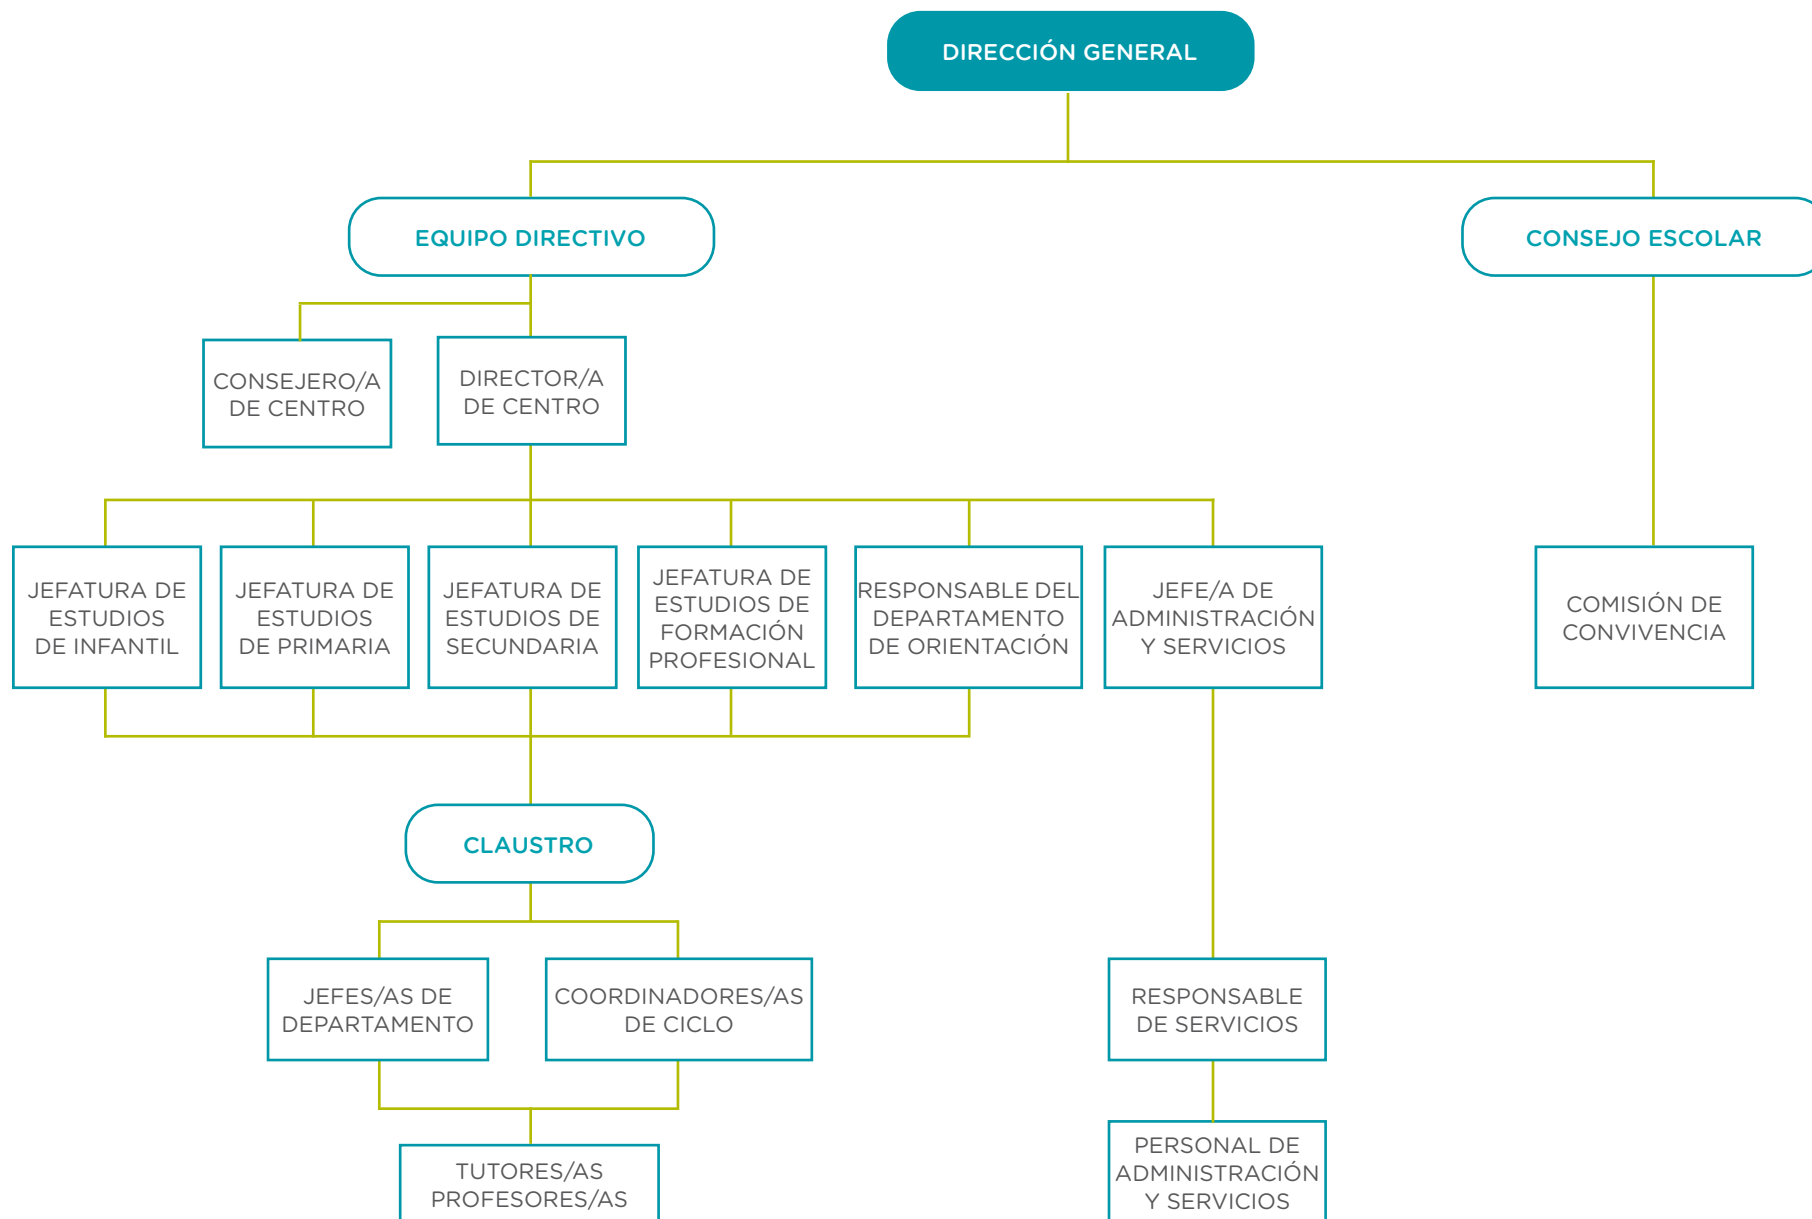 DIRECCIÓN GENERAL
EQUIPO DIRECTIVO
CONSEJO ESCOLAR
CONSEJERO/A
DE CENTRO
DIRECTOR/A
DE CENTRO
JEFATURA DE
ESTUDIOS
DE INFANTIL
JEFATURA DE
ESTUDIOS
DE PRIMARIA
JEFATURA DE
ESTUDIOS DE
SECUNDARIA
JEFATURA DE
ESTUDIOS DE
FORMACIÓN
PROFESIONAL
RESPONSABLE DEL
DEPARTAMENTO
DE ORIENTACIÓN
JEFE/A DE
ADMINISTRACIÓN
Y SERVICIOS
COMISIÓN DE
CONVIVENCIA
CLAUSTRO
JEFES/AS DE
DEPARTAMENTO
COORDINADORES/AS
DE CICLO
RESPONSABLE
DE SERVICIOS
TUTORES/AS
PROFESORES/AS
PERSONAL DE
ADMINISTRACIÓN
Y SERVICIOS